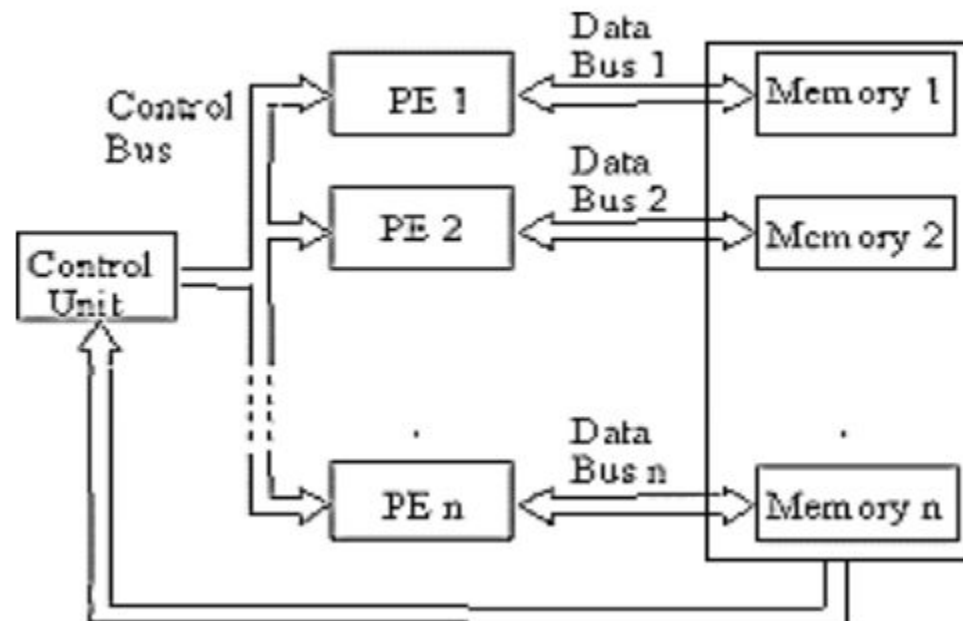 Data
Bus 1
PE 1
Memory 1
Control
Bus
Data
Bus 2
PE 2
Memory 2
Control
Unit
Data
Bus n
PE n
Memory n